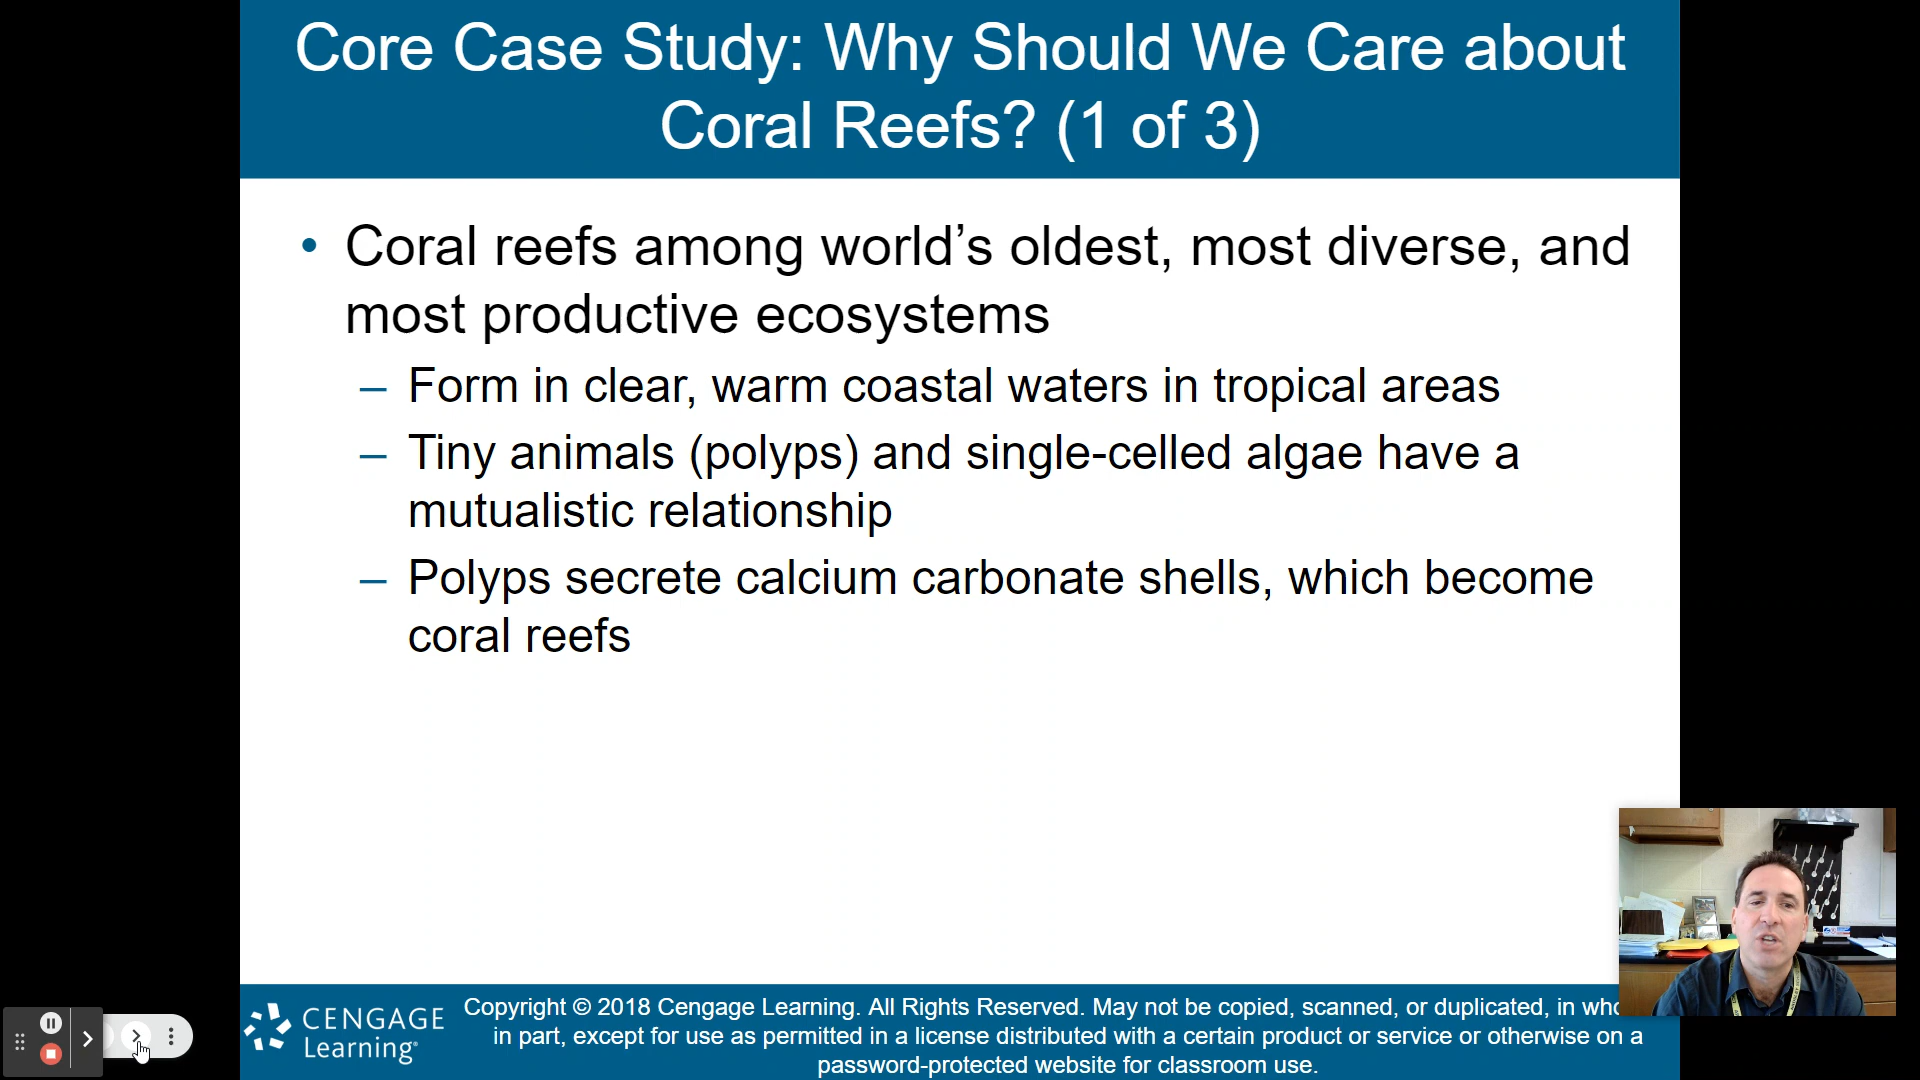 Core Case Study: Why Should We Care about
Coral Reefs? (1 of 3)
• Coral reefs among world’s oldest, most diverse, and
most productive ecosystems
– Form in clear, warm coastal waters in tropical areas
– Tiny animals (polyps) and single-celled algae have a
mutualistic relationship
– Polyps secrete calcium carbonate shells, which become
coral reefs
CENGAGE
Learning®
Copyright © 2018 Cengage Learning. All Rights Reserved. May not be copied, scanned, or duplicated, in
in part, except for use as permitted in a license distributed with a certain product or service or otherwise on a
password-protected website for classroom use.